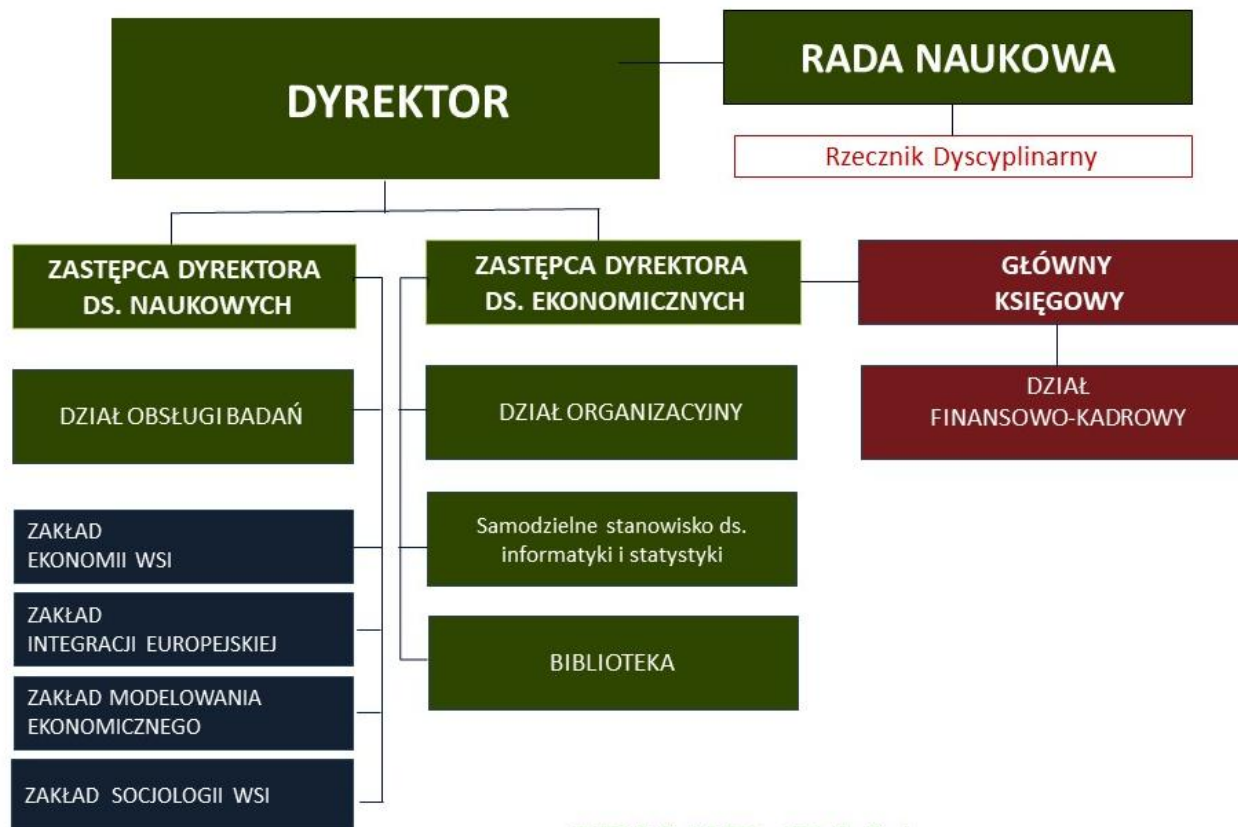 DYREKTOR
RADA NAUKOWA
Rzecznik Dyscyplinarny
ZASTĘPCA DYREKTORA
DS. NAUKOWYCH
ZASTĘPCA DYREKTORA
DS. EKONOMICZNYCH
GŁÓWNY
KSIĘGOWY
DZIAŁ OBSŁUGI BADAŃ
DZIAŁ ORGANIZACYJNY
DZIAŁ
FINANSOWO-KADROWY
ZAKŁAD
EKONOMII WSI
Samodzielne stanowisko ds.
informatyki i statystyki
ZAKŁAD
INTEGRACJI EUROPEJSKIEJ
BIBLIOTEKA
ZAKŁAD MODELOWANIA
EKONOMICZNEGO
ZAKŁAD SOCJOLOGII WSI